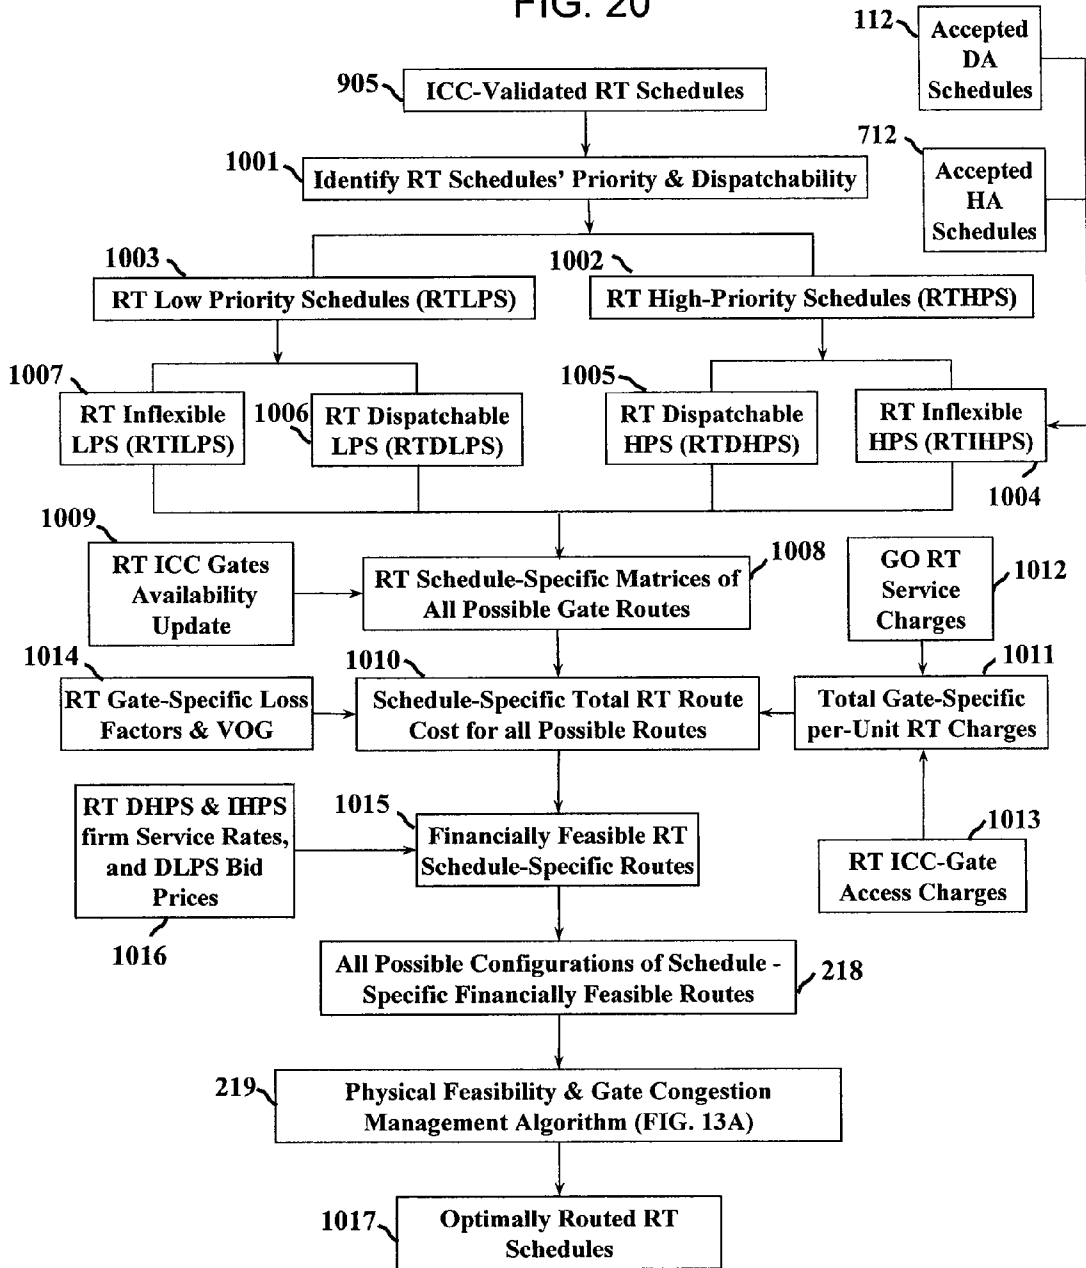 FIG. 20
112
Accepted
DA
Schedules
905
ICC-Validated RT Schedules
712
Accepted
HA
Schedules
1001
Identify RT Schedules’ Priority & Dispatchability
1003
RT Low Priority Schedules (RTLPS)
1002
RT High-Priority Schedules (RTHPS)
1007
RT Inflexible
LPS (RTILPS)
1006
RT Dispatchable
LPS (RTDLPS)
1005
RT Dispatchable
HPS (RTDHPS)
RT Inflexible
HPS (RTIHPS)
1004
1009
RT ICC Gates
Availability
Update
RT Schedule-Specific Matrices of
All Possible Gate Routes
1008
GO RT
Service
Charges
1012
1014
RT Gate-Specific Loss
Factors & VOG
1010
Schedule-Specific Total RT Route
Cost for all Possible Routes
1011
Total Gate-Specific
per-Unit RT Charges
RT DHPS & IHPS
firm Service Rates,
and DLPS Bid
Prices
1016
1015
Financially Feasible RT
Schedule-Specific Routes
1013
RT ICC-Gate
Access Charges
All Possible Configurations of Schedule -
Specific Financially Feasible Routes
218
219
Physical Feasibility & Gate Congestion
Management Algorithm (FIG. 13A)
1017
Optimally Routed RT
Schedules